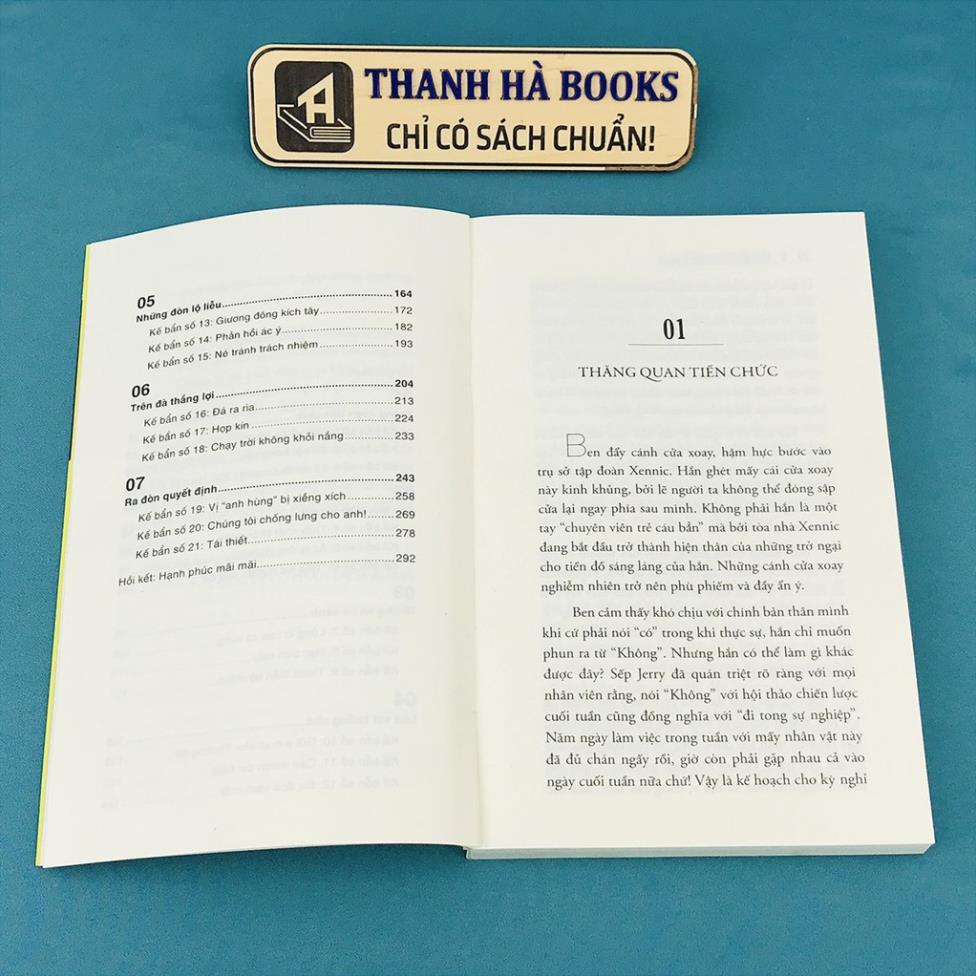 THANH HÀ BOOKS
CHỈ CÓ SÁCH CHUẨN!
05
Những đòn lộ liễu 164
Kế bẩn số 13: Giương đông kích tây 172
Kế bẩn số 14: Phản hồi ác ý 182
Kế bẩn số 15: Né tránh trách nhiệm 193
06
Trên đà thắng lợi 204
Kế bẩn số 16: Đá ra rìa 213
Kế bẩn số 17: Họp kín 224
Kế bẩn số 18: Chạy trời không khỏi nắng 233
07
Ra đòn quyết định 243
Kế bẩn số 19: Vị “anh hùng” bị xiềng xích 258
Kế bẩn số 20: Chúng tôi chống lưng cho anh! 269
Kế bẩn số 21: Tái thiết 278
Hồi kết: Hạnh phúc mãi mãi 292
01
THĂNG QUAN TIẾN CHỨC
Ben đẩy cánh cửa xoay, hậm hực bước vào
trụ sở tập đoàn Xennic. Hắn ghét mấy cái cửa xoay
này kinh khủng, bởi lẽ người ta không thể đóng sập
cửa lại ngay phía sau mình. Không phải hắn là một
tay “chuyên viên trẻ cáu bẳn” mà bởi tòa nhà Xennic
đang bắt đầu trở thành hiện thân của những trở ngại
cho tiền đồ sáng láng của hắn. Những cánh cửa xoay
nghiễm nhiên trở nên phù phiếm và đầy ẩn ý.
Ben cảm thấy khó chịu với chính bản thân mình
khi cứ phải nói “có” trong khi thực sự, hắn chỉ muốn
phun ra từ “Không”. Nhưng hắn có thể làm gì khác
được đây? Sếp Jerry đã quán triệt rõ ràng với mọi
nhân viên rằng, nói “Không” với hội thảo chiến lược
cuối tuần cũng đồng nghĩa với “đi tong sự nghiệp”.
Năm ngày làm việc trong tuần với mấy nhân vật này
đã đủ chán ngấy rồi, giờ còn phải gặp nhau cả vào
ngày cuối tuần nữa chứ! Vậy là kế hoạch cho kỳ nghỉ